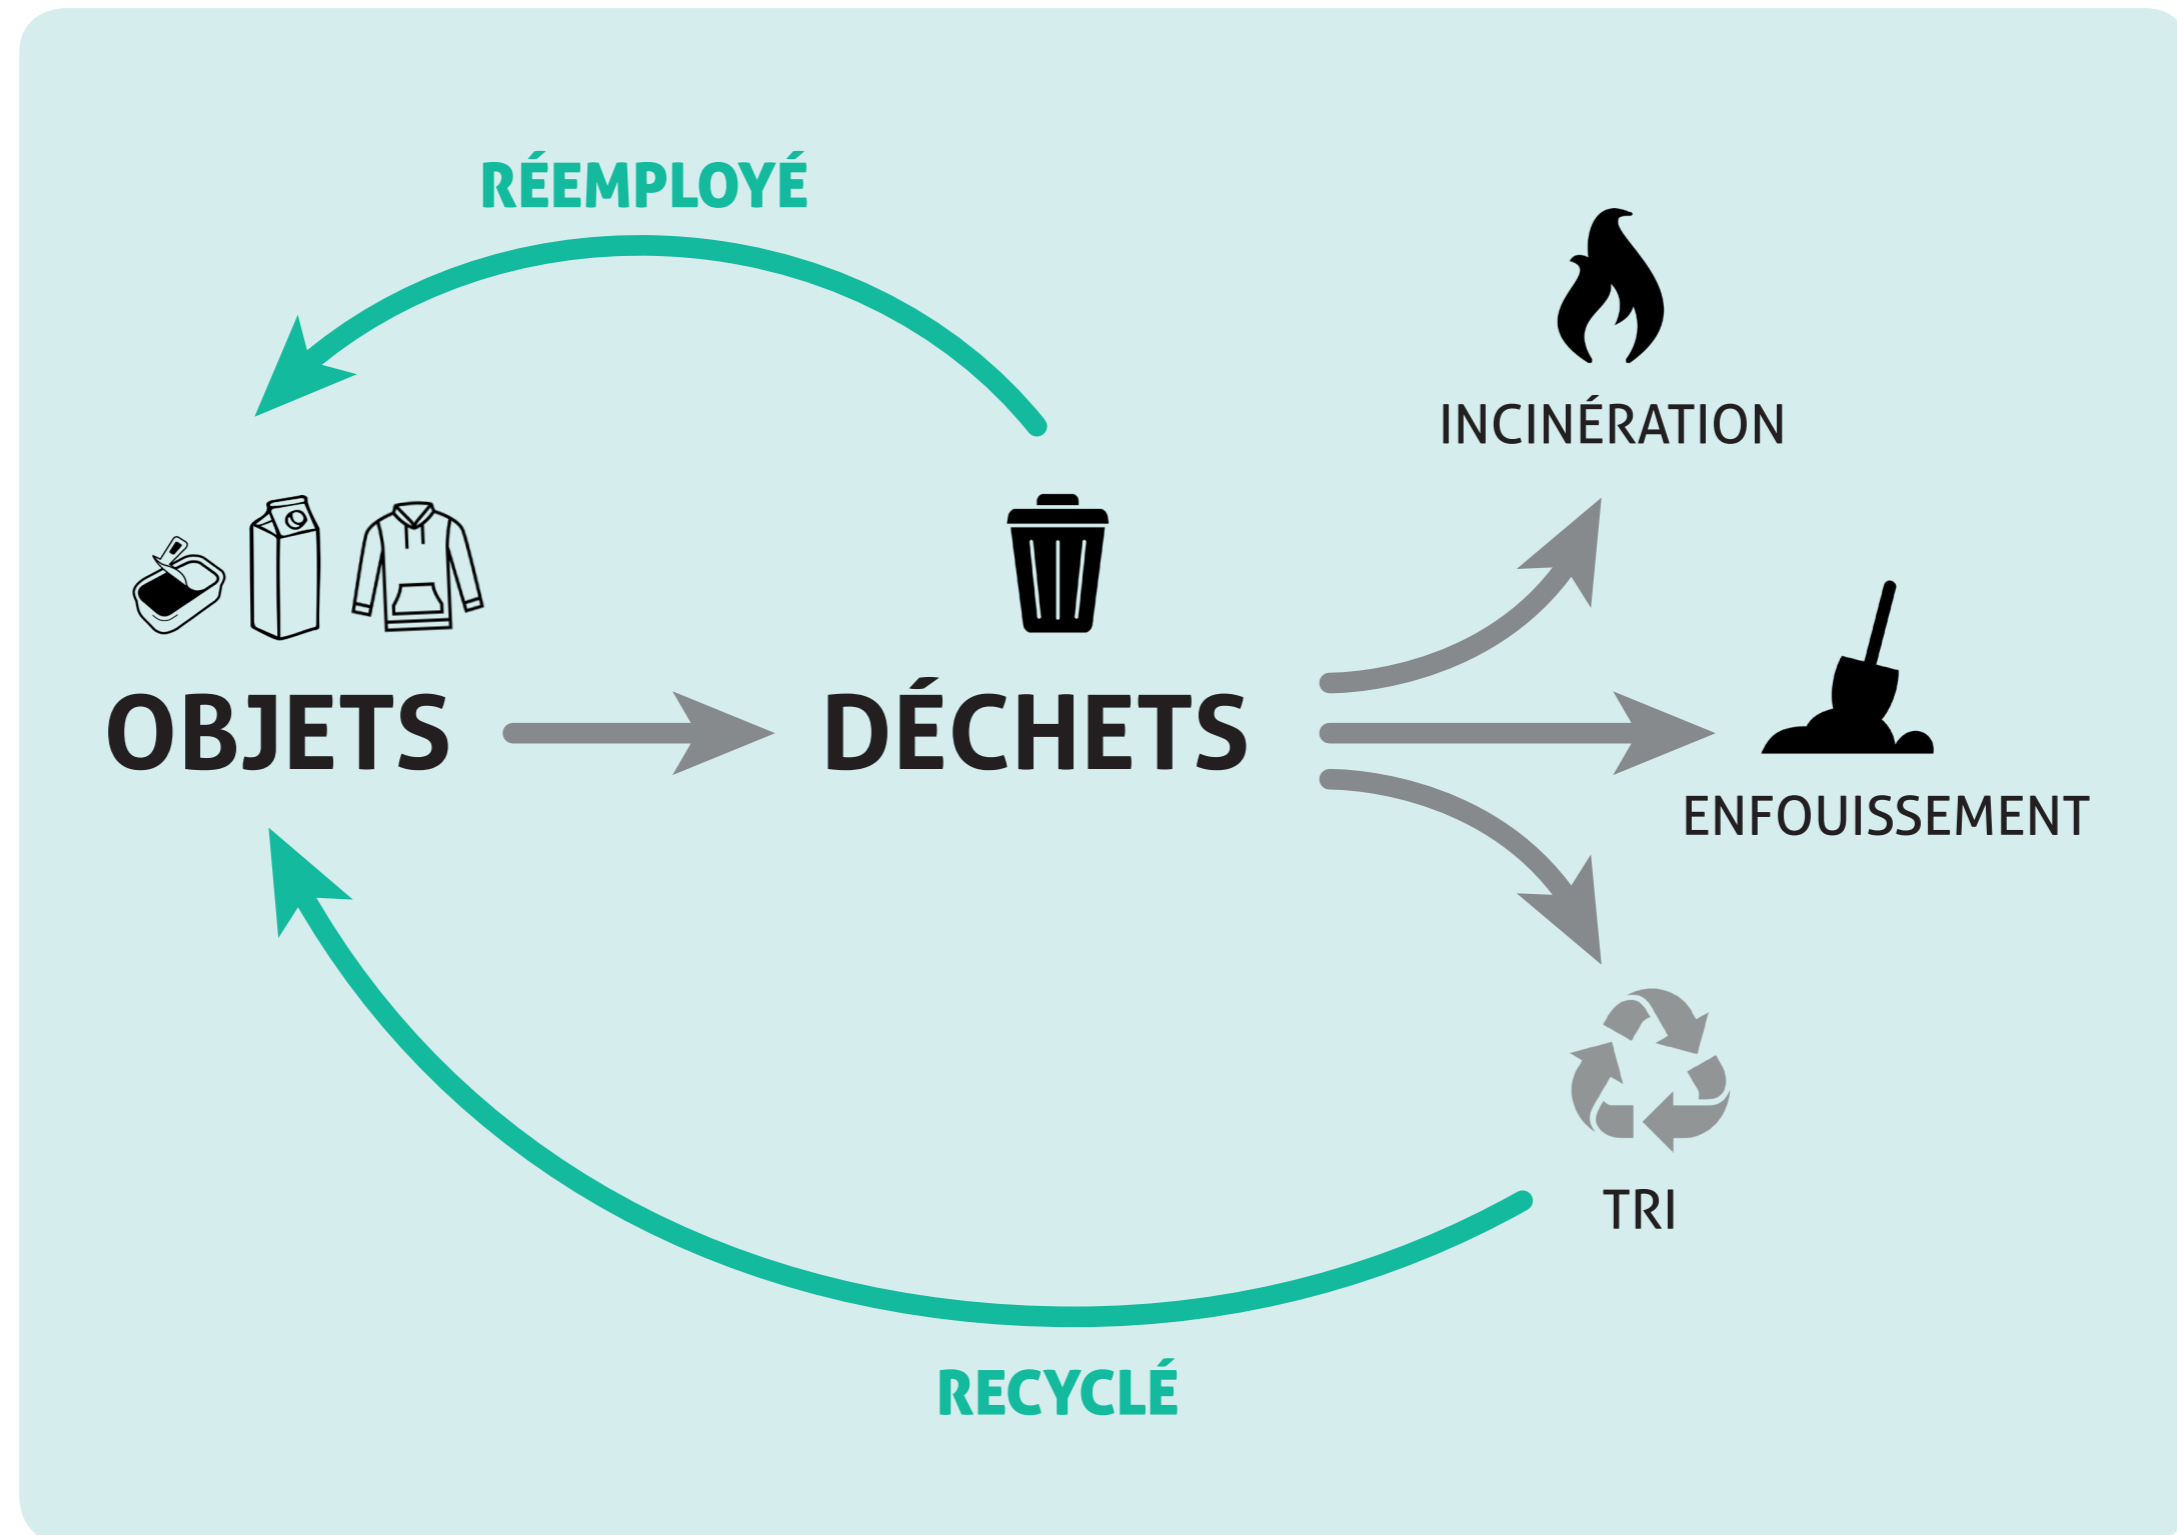 RÉEMPLOYÉ
INCINÉRATION
OBJETS
DÉCHETS
ENFOUISSEMENT
TRI
RECYCLÉ